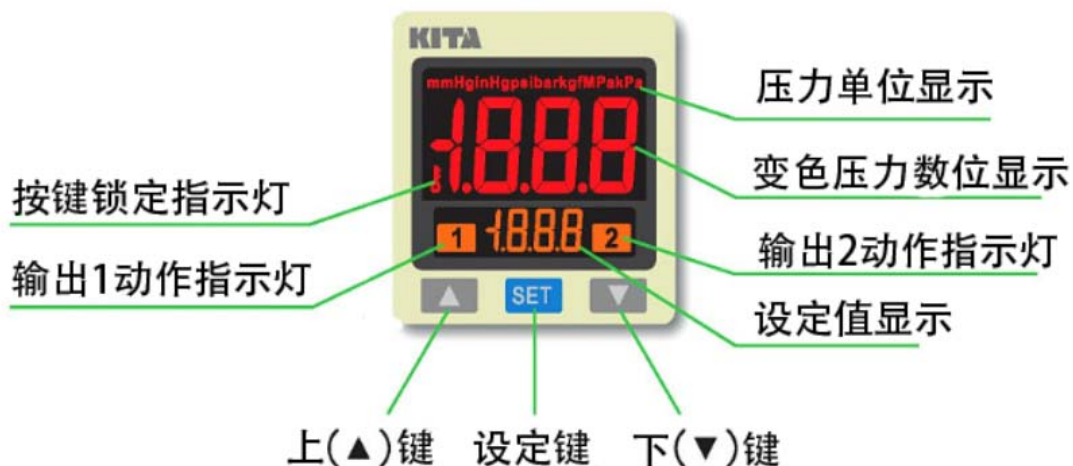 KITA
mmHginHgpsibarkgfMPakPa
压力单位显示
-1.8.8.8
变色压力数位显示
按键锁定指示灯
1 -1.8.8.8 2
输出2动作指示灯
输出1动作指示灯
SET
设定值显示
上(▲)键 设定键 下(▼)键